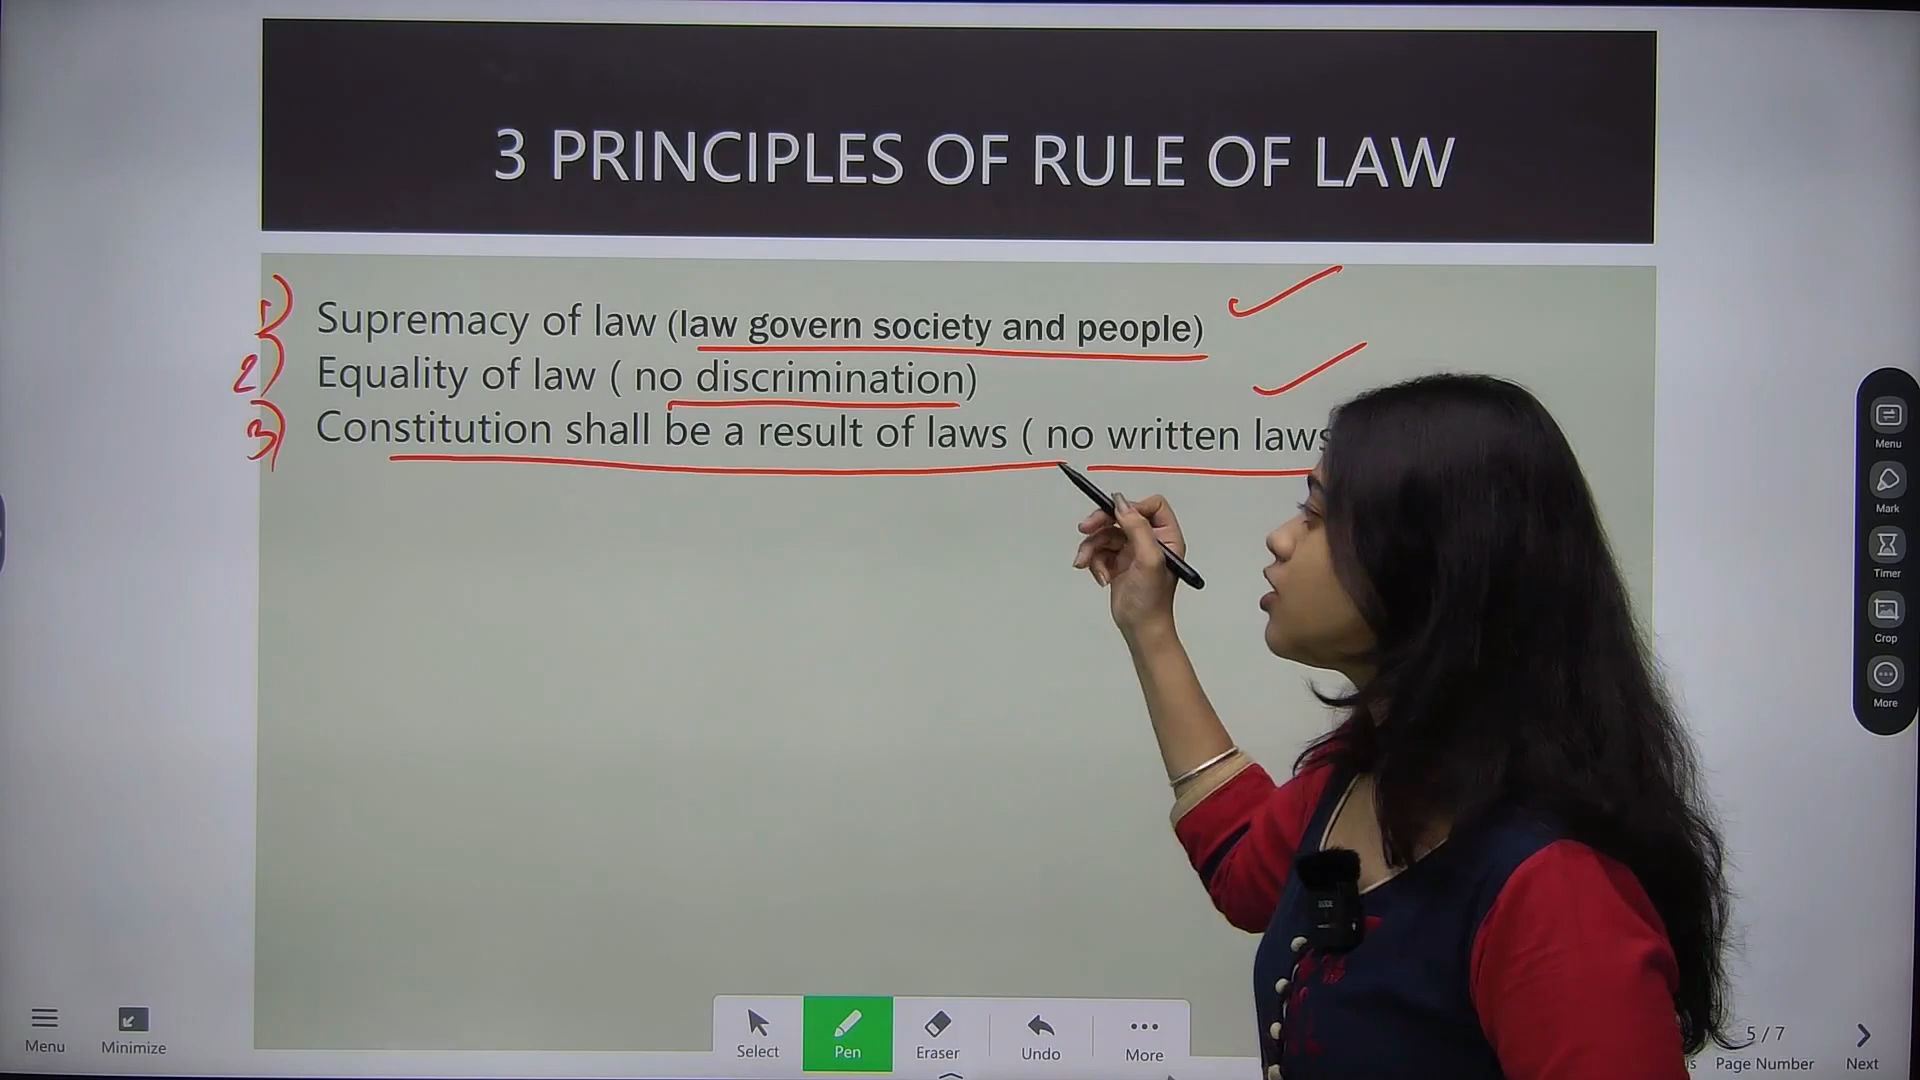 3 PRINCIPLES OF RULE OF LAW
1) Supremacy of law (law govern society and people)
2) Equality of law ( no discrimination)
3) Constitution shall be a result of laws ( no written laws
Menu
Mark
Timer
Crop
More
Menu
Minimize
Select
Pen
Eraser
Undo
More
5 / 7
Page Number
Next